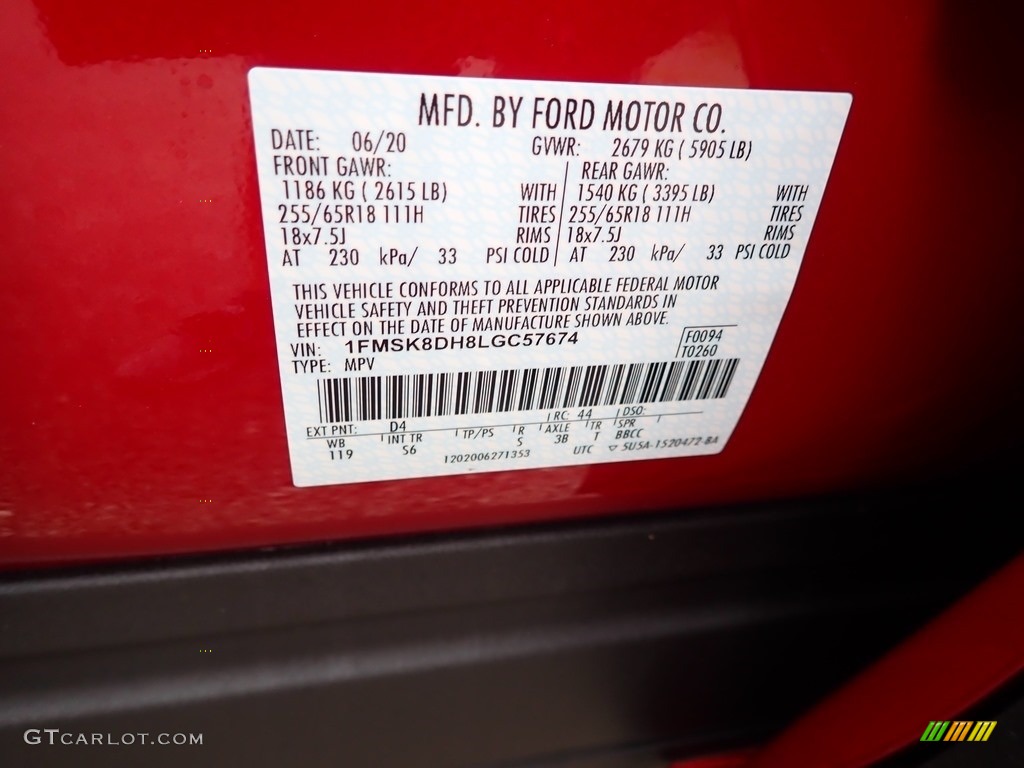 MFD. BY FORD MOTOR CO.
DATE: 06/20 GVWR: 2679 KG ( 5905 LB)
FRONT GAWR: REAR GAWR:
1186 KG ( 2615 LB) WITH 1540 KG ( 3395 LB) WITH
255/65R18 111H TIRES 255/65R18 111H TIRES
18x7.5J RIMS 18x7.5J RIMS
AT 230 kPa/ 33 PSI COLD AT 230 kPa/ 33 PSI COLD
THIS VEHICLE CONFORMS TO ALL APPLICABLE FEDERAL MOTOR
VEHICLE SAFETY AND THEFT PREVENTION STANDARDS IN
EFFECT ON THE DATE OF MANUFACTURE SHOWN ABOVE.
VIN: 1FMSK8DH8LGC57674 F0094
TYPE: MPV T0260
EXT PNT: D4 RC: 44 DSO:
WB INT TR TP/PS R AXLE TR SPR
119 S6 5 3B T BBCC
1202006271353 UTC ▽ SU5A-1520472-BA
GTCARLOT.COM